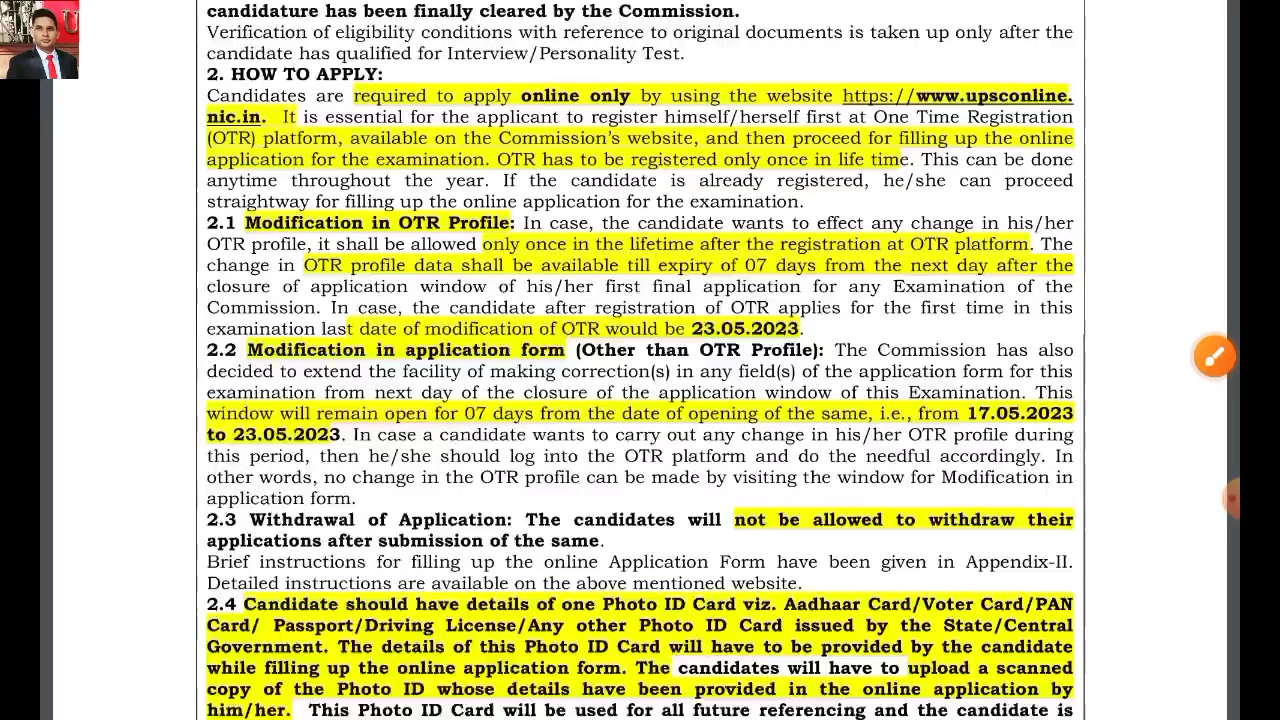 candidature has been finally cleared by the Commission.
Verification of eligibility conditions with reference to original documents is taken up only after the
candidate has qualified for Interview/Personality Test.
2. HOW TO APPLY:
Candidates are required to apply online only by using the website https://www.upsconline.
nic.in. It is essential for the applicant to register himself/herself first at One Time Registration
(OTR) platform, available on the Commission's website, and then proceed for filling up the online
application for the examination. OTR has to be registered only once in life time. This can be done
anytime throughout the year. If the candidate is already registered, he/she can proceed
straightway for filling up the online application for the examination.
2.1 Modification in OTR Profile: In case, the candidate wants to effect any change in his/her
OTR profile, it shall be allowed only once in the lifetime after the registration at OTR platform. The
change in OTR profile data shall be available till expiry of 07 days from the next day after the
closure of application window of his/her first final application for any Examination of the
Commission. In case, the candidate after registration of OTR applies for the first time in this
examination last date of modification of OTR would be 23.05.2023.
2.2 Modification in application form (Other than OTR Profile): The Commission has also
decided to extend the facility of making correction(s) in any field(s) of the application form for this
examination from next day of the closure of the application window of this Examination. This
window will remain open for 07 days from the date of opening of the same, i.e., from 17.05.2023
to 23.05.2023. In case a candidate wants to carry out any change in his/her OTR profile during
this period, then he/she should log into the OTR platform and do the needful accordingly. In
other words, no change in the OTR profile can be made by visiting the window for Modification in
application form.
2.3 Withdrawal of Application: The candidates will not be allowed to withdraw their
applications after submission of the same.
Brief instructions for filling up the online Application Form have been given in Appendix-II.
Detailed instructions are available on the above mentioned website.
2.4 Candidate should have details of one Photo ID Card viz. Aadhaar Card/Voter Card/PAN
Card/ Passport/Driving License/Any other Photo ID Card issued by the State/Central
Government. The details of this Photo ID Card will have to be provided by the candidate
while filling up the online application form. The candidates will have to upload a scanned
copy of the Photo ID whose details have been provided in the online application by
him/her. This Photo ID Card will be used for all future referencing and the candidate is